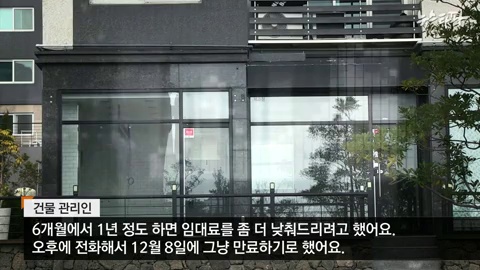 건물 관리인
6개월에서 1년 정도 하면 임대료를 좀 더 낮춰드리려고 했어요.
오후에 전화해서 12월 8일에 그냥 만료하기로 했어요.